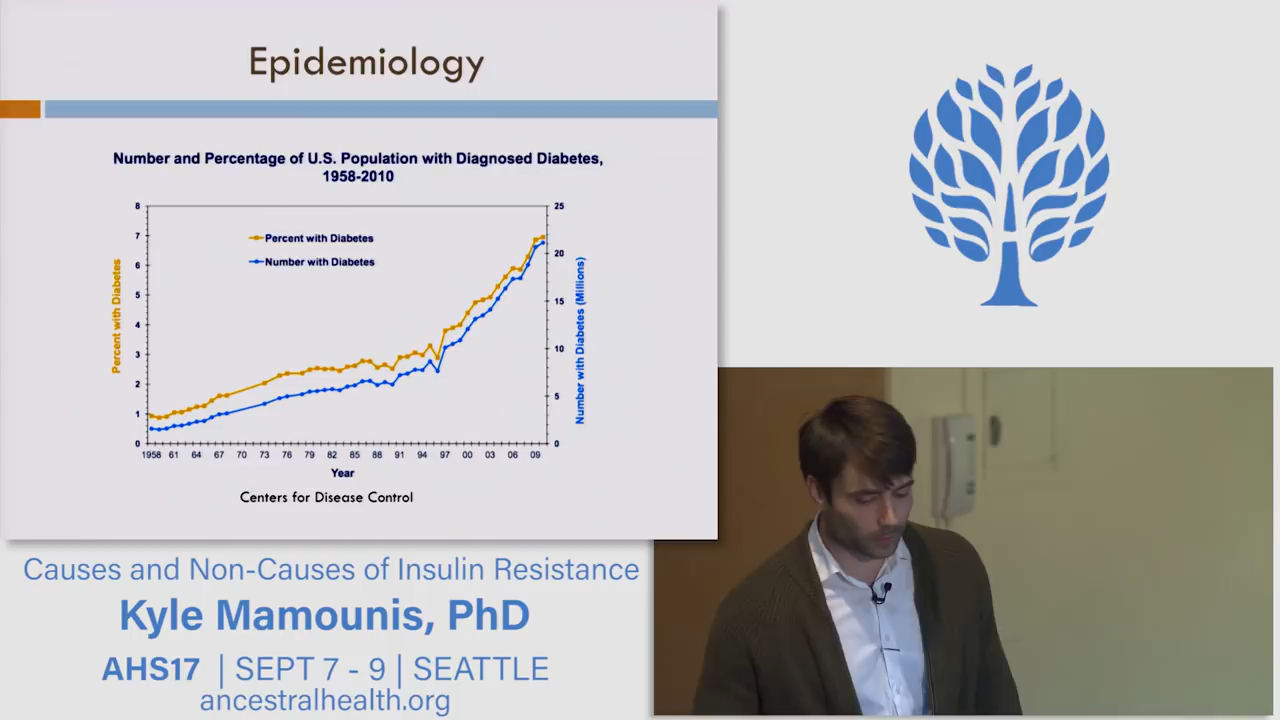 Epidemiology
Number and Percentage of U.S. Population with Diagnosed Diabetes,
1958-2010
8
7
6
5
4
3
2
1
0
Percent with Diabetes
25
20
15
10
5
0
Number with Diabetes (Millions)
Percent with Diabetes
Number with Diabetes
1958 61 64 67 70 73 76 79 82 85 88 91 94 97 00 03 06 09
Year
Centers for Disease Control
Causes and Non-Causes of Insulin Resistance
Kyle Mamounis, PhD
AHS17 | SEPT 7 - 9 | SEATTLE
ancestralhealth.org